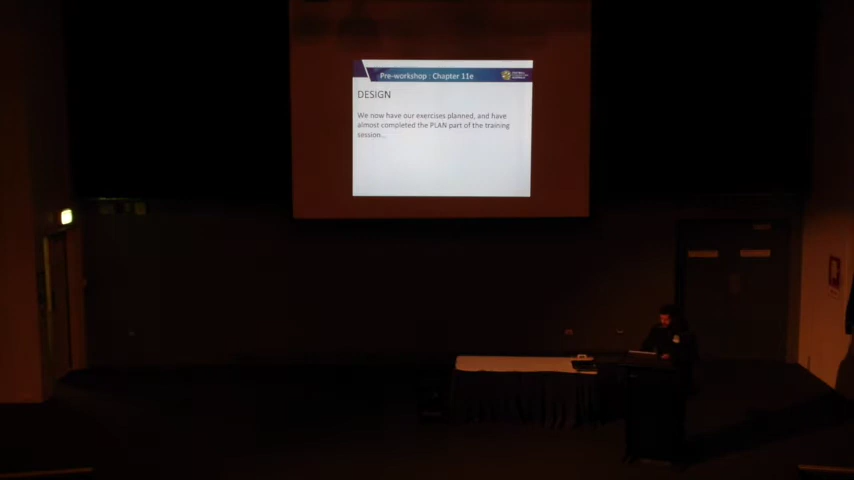 Pre-workshop : Chapter 11e
DESIGN
We now have our exercises planned, and have
almost completed the PLAN part of the training
session...